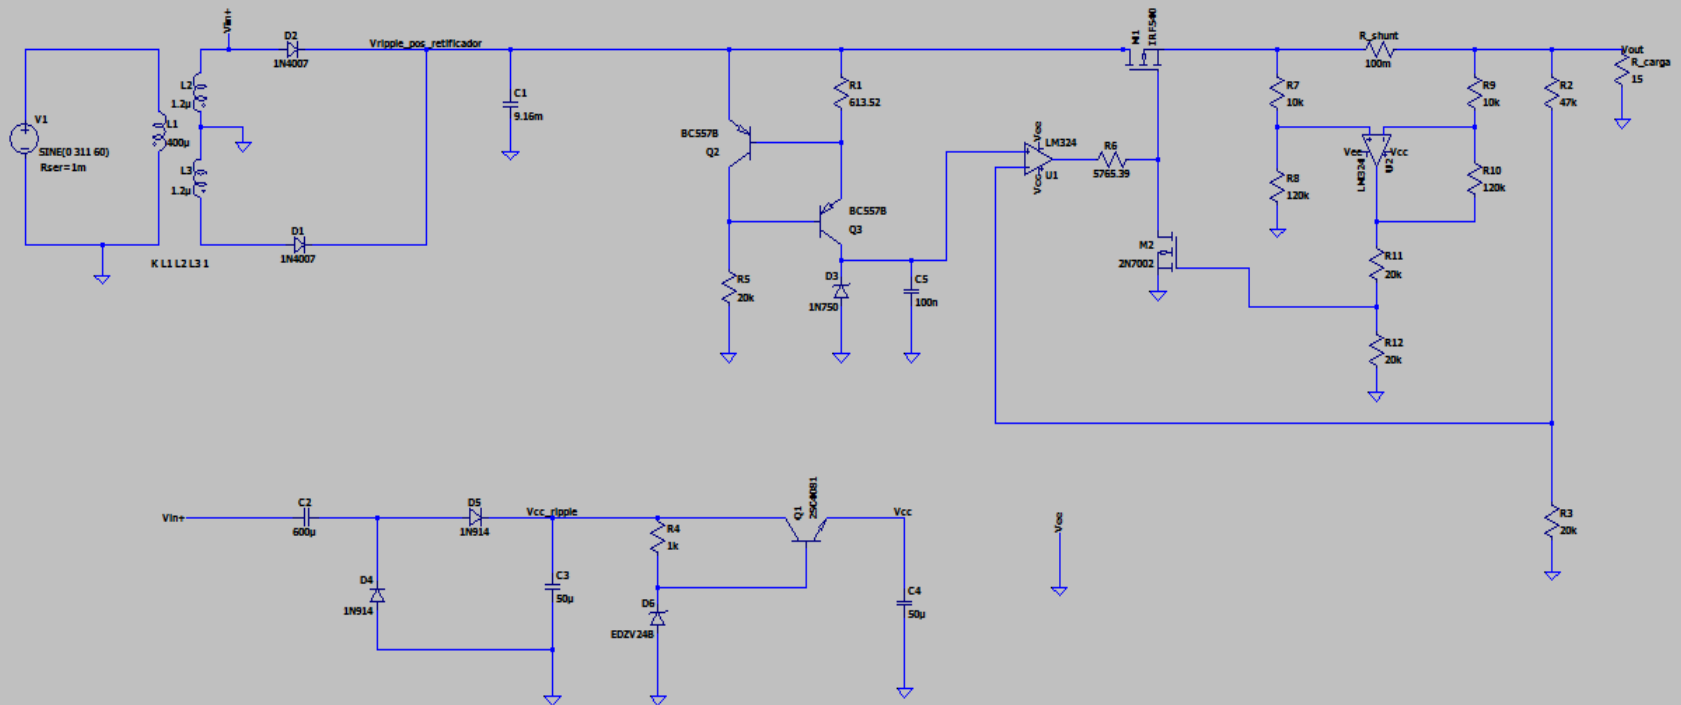 Vin+
D2
1N4007
Vripple_pos_retificador
M1
IRF540
R_shunt
100m
Vout
R_carga
15
L2
1.2µ
C1
9.16m
R1
613.52
R7
10k
R9
10k
R2
47k
V1
SINE(0 311 60)
Rser=1m
L1
400µ
BC557B
Q2
Vee
LM324
U1
Vcc
R6
5765.39
Vee
Vcc
LM324
U2
L3
1.2µ
R8
120k
R10
120k
BC557B
Q3
D1
1N4007
K L1 L2 L3 1
M2
2N7002
R11
20k
R5
20k
D3
1N750
C5
100n
R12
20k
Vin+
C2
600µ
D5
1N914
Vcc_ripple
Q1
2SC4081
Vcc
R4
1k
Vee
R3
20k
D4
1N914
C3
50µ
D6
EDZV24B
C4
50µ